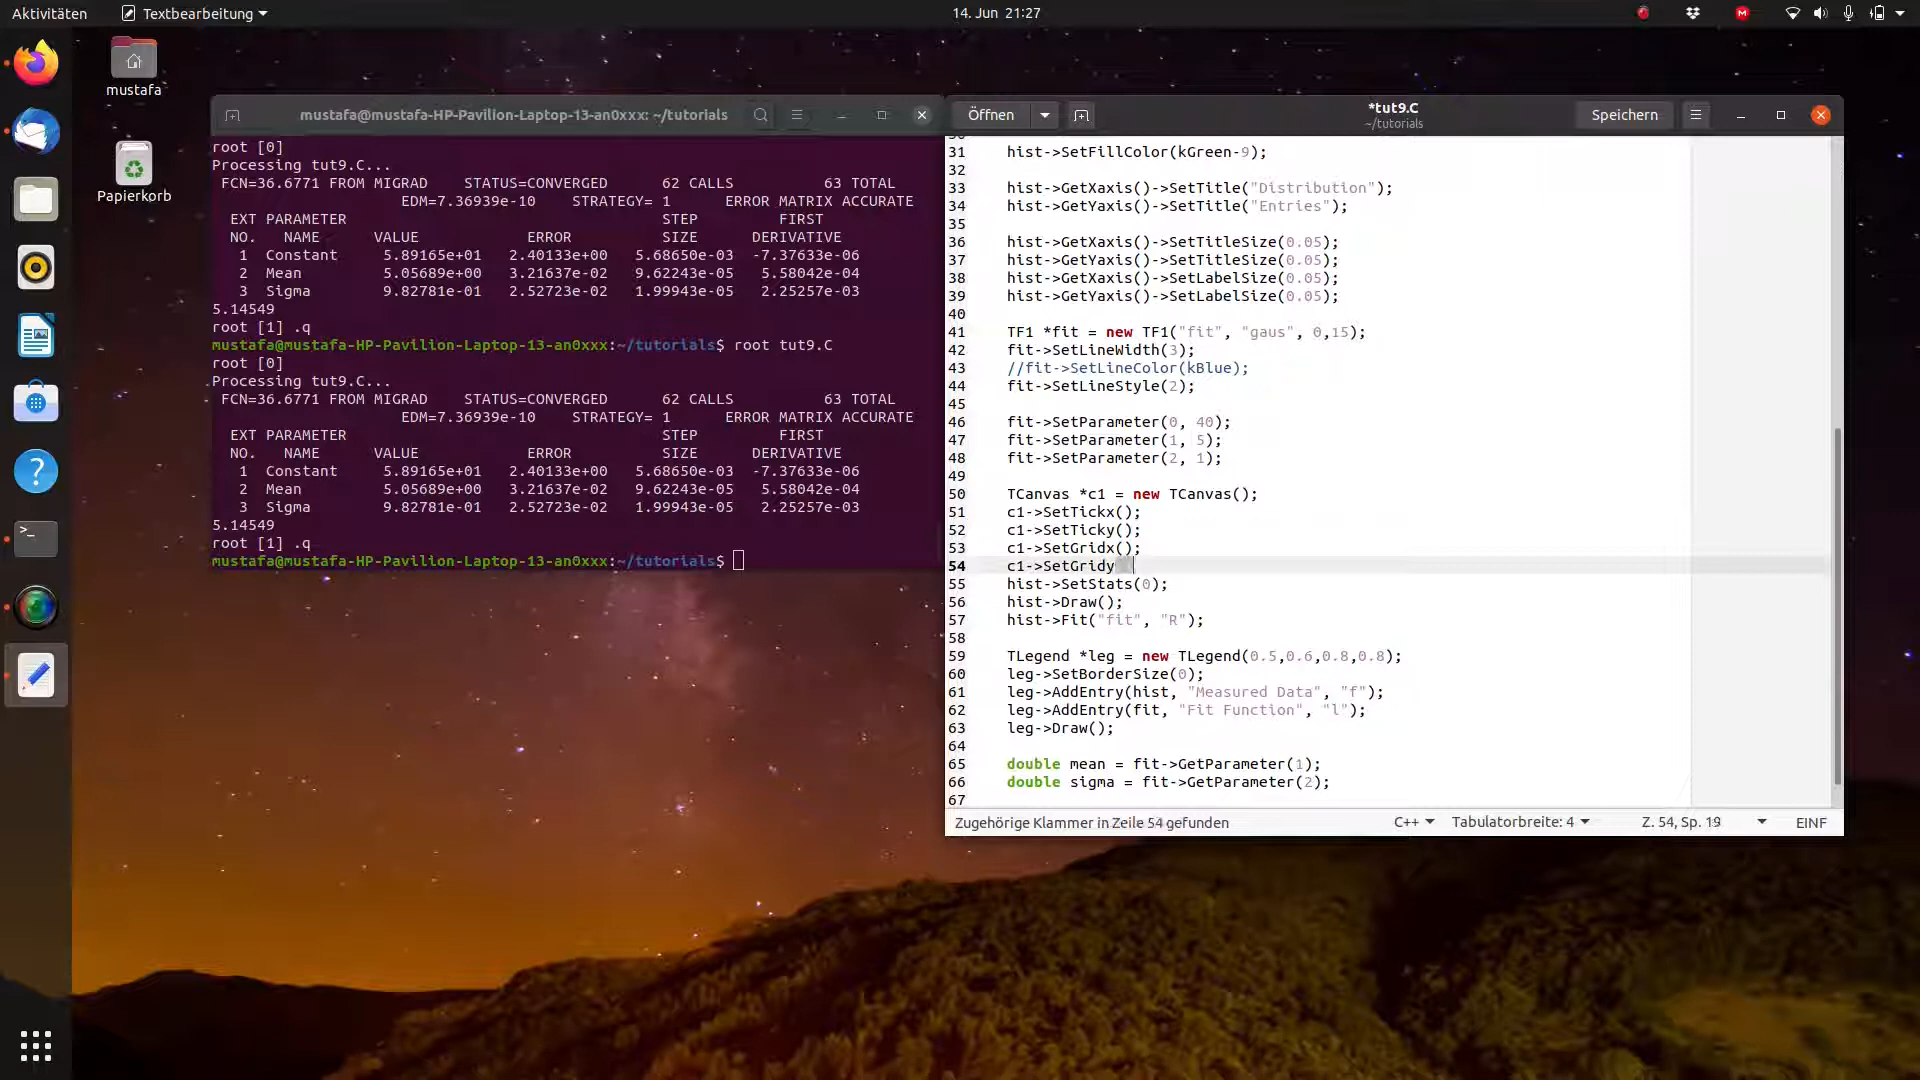 Aktivitäten
Textbearbeitung
14. Jun 21:27
mustafa
Papierkorb
mustafa@mustafa-HP-Pavilion-Laptop-13-an0xxx: ~/tutorials
root [0]
Processing tut9.C...
FCN=36.6771 FROM MIGRAD STATUS=CONVERGED 62 CALLS 63 TOTAL
EDM=7.36939e-10 STRATEGY= 1 ERROR MATRIX ACCURATE
EXT PARAMETER STEP FIRST
NO. NAME VALUE ERROR SIZE DERIVATIVE
1 Constant 5.89165e+01 2.40133e+00 5.68650e-03 -7.37633e-06
2 Mean 5.05689e+00 3.21637e-02 9.62243e-05 5.58042e-04
3 Sigma 9.82781e-01 2.52723e-02 1.99943e-05 2.25257e-03
5.14549
root [1] .q
mustafa@mustafa-HP-Pavilion-Laptop-13-an0xxx:~/tutorials$ root tut9.C
root [0]
Processing tut9.C...
FCN=36.6771 FROM MIGRAD STATUS=CONVERGED 62 CALLS 63 TOTAL
EDM=7.36939e-10 STRATEGY= 1 ERROR MATRIX ACCURATE
EXT PARAMETER STEP FIRST
NO. NAME VALUE ERROR SIZE DERIVATIVE
1 Constant 5.89165e+01 2.40133e+00 5.68650e-03 -7.37633e-06
2 Mean 5.05689e+00 3.21637e-02 9.62243e-05 5.58042e-04
3 Sigma 9.82781e-01 2.52723e-02 1.99943e-05 2.25257e-03
5.14549
root [1] .q
mustafa@mustafa-HP-Pavilion-Laptop-13-an0xxx:~/tutorials$
Öffnen
*tut9.C
~/tutorials
Speichern
31 hist->SetFillColor(kGreen-9);
32
33 hist->GetXaxis()->SetTitle("Distribution");
34 hist->GetYaxis()->SetTitle("Entries");
35
36 hist->GetXaxis()->SetTitleSize(0.05);
37 hist->GetYaxis()->SetTitleSize(0.05);
38 hist->GetXaxis()->SetLabelSize(0.05);
39 hist->GetYaxis()->SetLabelSize(0.05);
40
41 TF1 *fit = new TF1("fit", "gaus", 0,15);
42 fit->SetLineWidth(3);
43 //fit->SetLineColor(kBlue);
44 fit->SetLineStyle(2);
45
46 fit->SetParameter(0, 40);
47 fit->SetParameter(1, 5);
48 fit->SetParameter(2, 1);
49
50 TCanvas *c1 = new TCanvas();
51 c1->SetTickx();
52 c1->SetTicky();
53 c1->SetGridx();
54 c1->SetGridy
55 hist->SetStats(0);
56 hist->Draw();
57 hist->Fit("fit", "R");
58
59 TLegend *leg = new TLegend(0.5,0.6,0.8,0.8);
60 leg->SetBorderSize(0);
61 leg->AddEntry(hist, "Measured Data", "f");
62 leg->AddEntry(fit, "Fit Function", "l");
63 leg->Draw();
64
65 double mean = fit->GetParameter(1);
66 double sigma = fit->GetParameter(2);
67
Zugehörige Klammer in Zeile 54 gefunden
C++
Tabulatorbreite: 4
Z. 54, Sp. 19
EINF